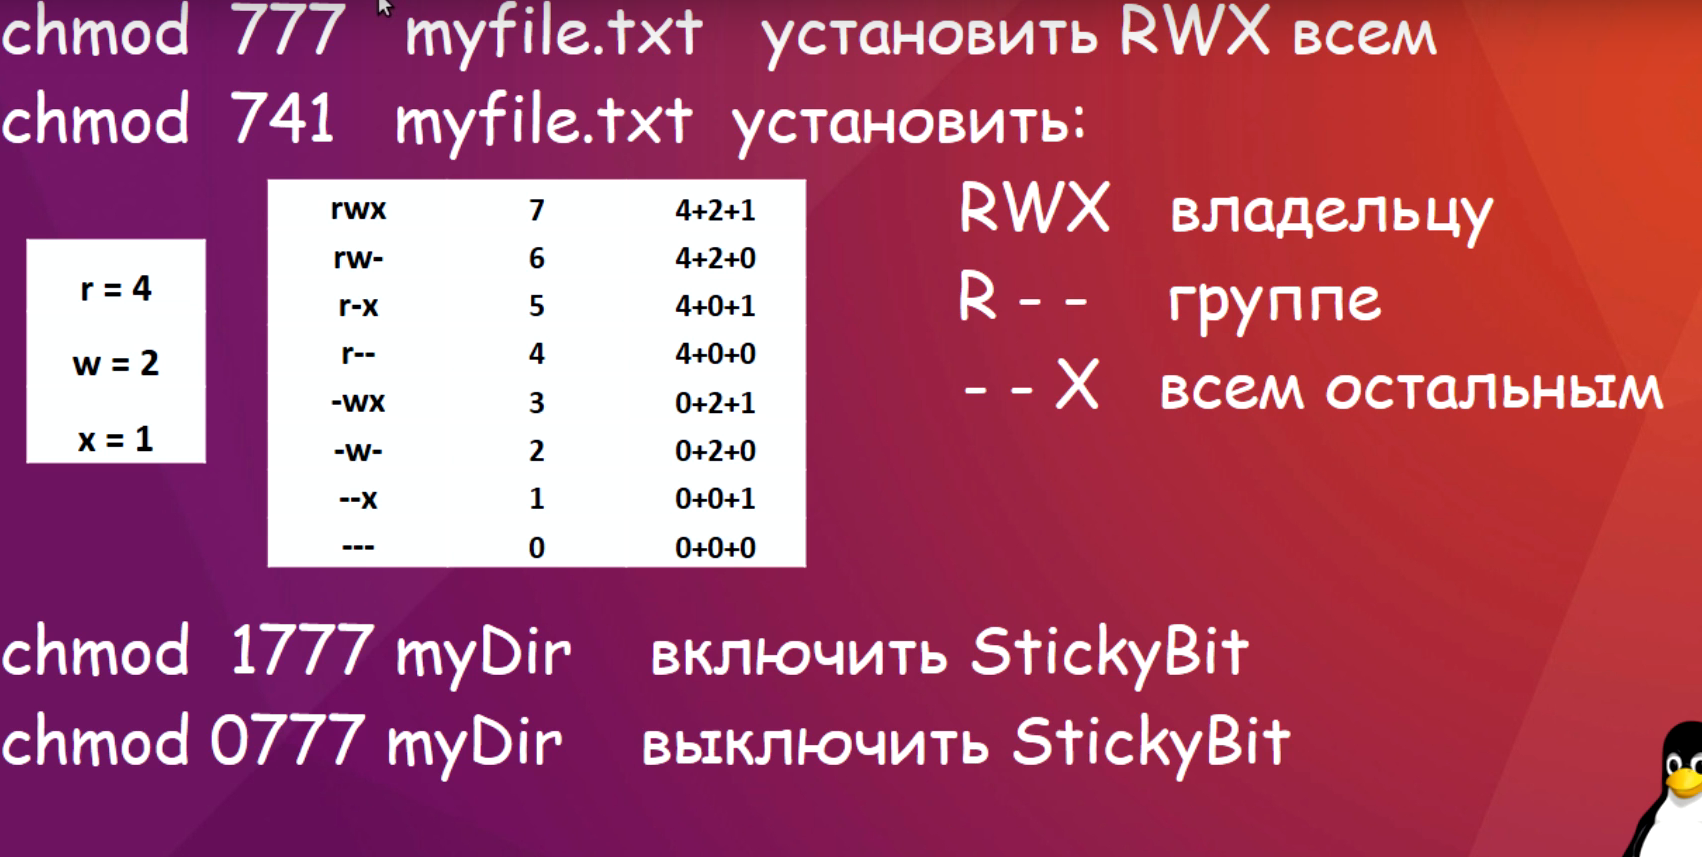 chmod 777 myfile.txt установить RWX всем
chmod 741 myfile.txt установить:
r = 4
w = 2
x = 1
rwx 7 4+2+1
rw- 6 4+2+0
r-x 5 4+0+1
r-- 4 4+0+0
-wx 3 0+2+1
-w- 2 0+2+0
--x 1 0+0+1
--- 0 0+0+0
RWX владельцу
R - - группе
- - X всем остальным
chmod 1777 myDir включить StickyBit
chmod 0777 myDir выключить StickyBit